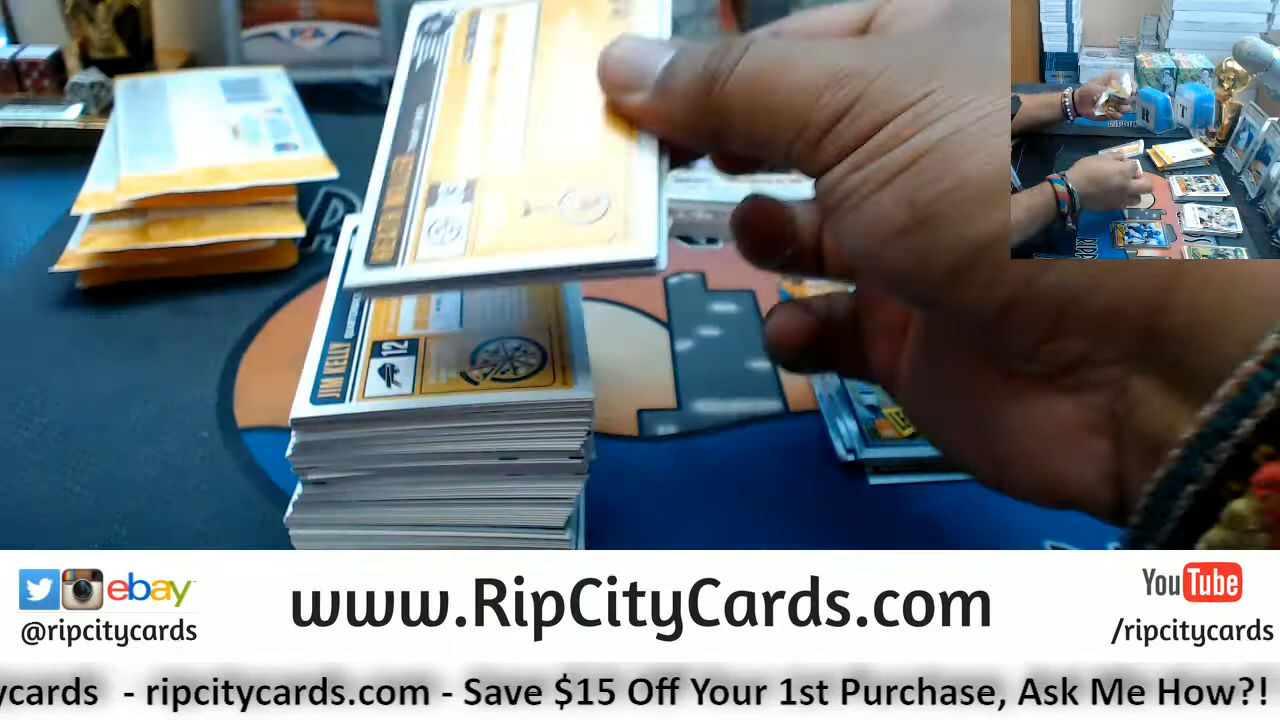 JIM KELLY
12
ebay
@ripcitycards
www.RipCityCards.com
YouTube
/ripcitycards
ycards - ripcitycards.com - Save $15 Off Your 1st Purchase, Ask Me How?!